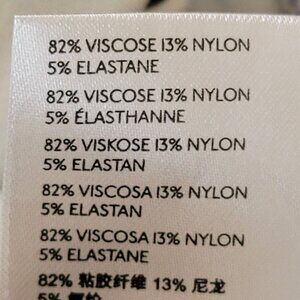 82% VISCOSE 13% NYLON
5% ELASTANE
82% VISCOSE 13% NYLON
5% ÉLASTHANNE
82% VISKOSE 13% NYLON
5% ELASTAN
82% VISCOSA 13% NYLON
5% ELASTAN
82% VISCOSA 13% NYLON
5% ELASTANE
82% 粘胶纤维 13% 尼龙
5%